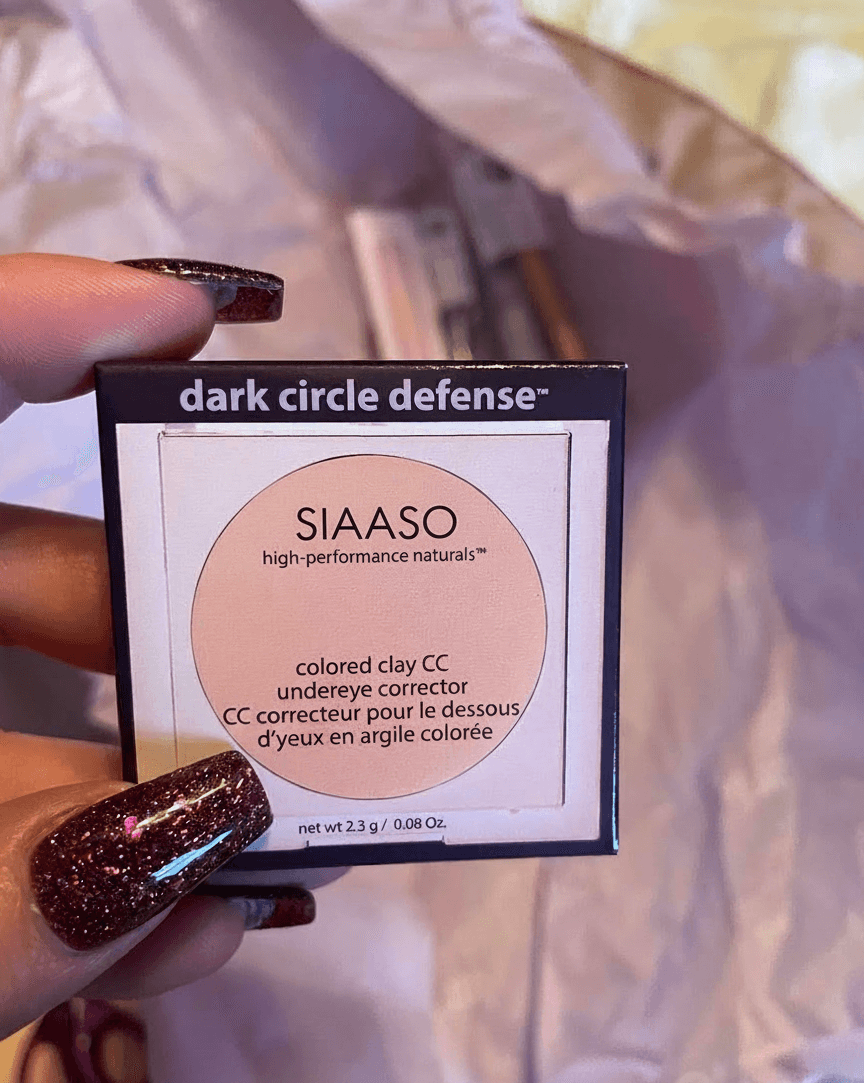 dark circle defense™
SIAASO
high-performance naturals™
colored clay CC
undereye corrector
CC correcteur pour le dessous
d'yeux en argile colorée
net wt 2.3 g / 0.08 Oz.